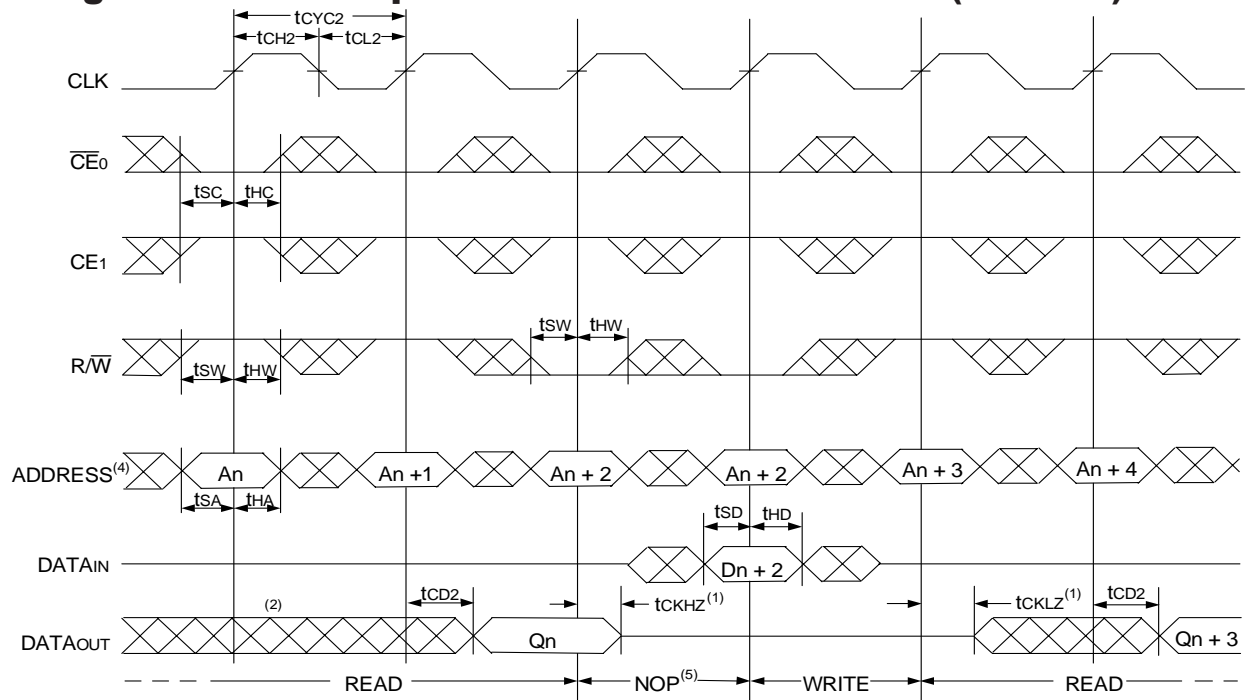 tCYC2
tCH2 tCL2
CLK
CE0
tSC tHC
CE1
tSW tHW
R/W
tSW tHW
ADDRESS(4) An An +1 An + 2 An + 2 An + 3 An + 4
tSA tHA
tSD tHD
DATAIN Dn + 2
(2) tCD2 tCKHZ(1) tCKLZ(1) tCD2
DATAOUT Qn Qn + 3
READ NOP(5) WRITE READ